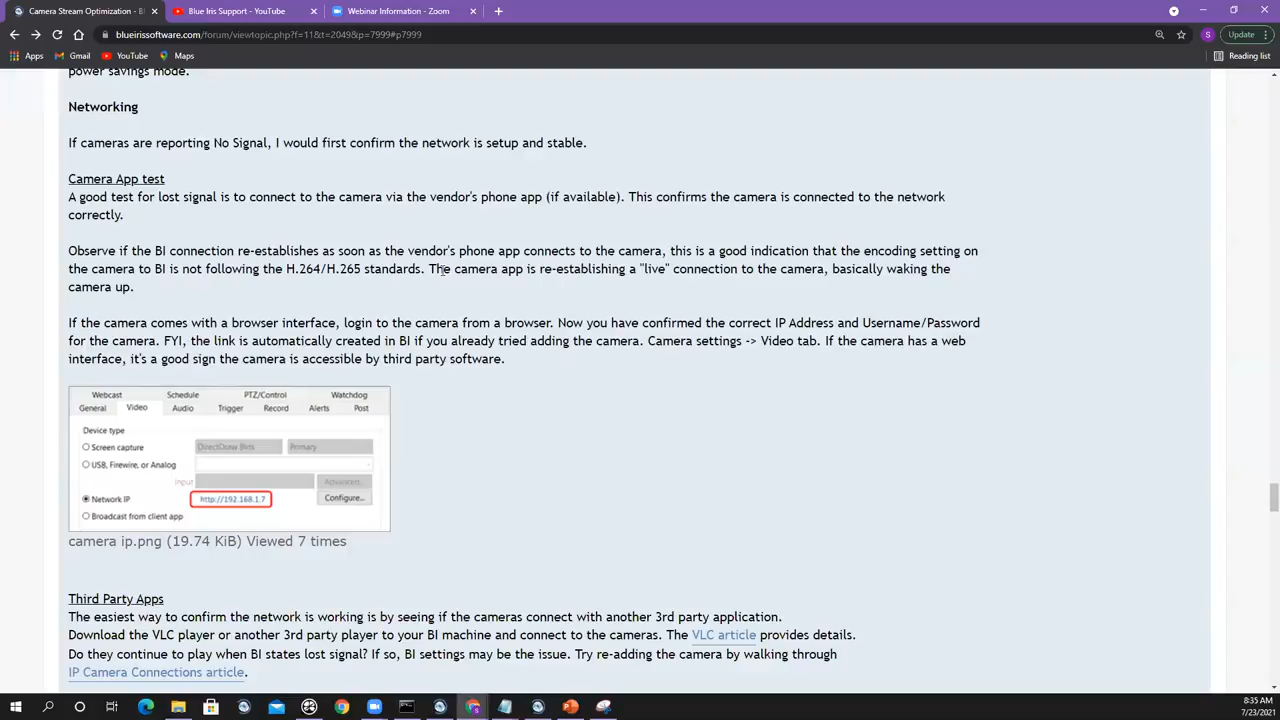 Camera Stream Optimization - Bl
Blue Iris Support - YouTube
Webinar Information - Zoom
blueirissoftware.com/forum/viewtopic.php?f=11&t=2049&p=7999#p7999
S
Update
Apps
Gmail
YouTube
Maps
Reading list
power savings mode.
Networking
If cameras are reporting No Signal, I would first confirm the network is setup and stable.
Camera App test
A good test for lost signal is to connect to the camera via the vendor's phone app (if available). This confirms the camera is connected to the network
correctly.
Observe if the BI connection re-establishes as soon as the vendor's phone app connects to the camera, this is a good indication that the encoding setting on
the camera to BI is not following the H.264/H.265 standards. The camera app is re-establishing a "live" connection to the camera, basically waking the
camera up.
If the camera comes with a browser interface, login to the camera from a browser. Now you have confirmed the correct IP Address and Username/Password
for the camera. FYI, the link is automatically created in BI if you already tried adding the camera. Camera settings -> Video tab. If the camera has a web
interface, it's a good sign the camera is accessible by third party software.
Webcast Schedule PTZ/Control Watchdog
General Video Audio Trigger Record Alerts Post
Device type
Screen capture DirectDraw Blits Primary
USB, Firewire, or Analog
Input Advanced...
Network IP http://192.168.1.7 Configure...
Broadcast from client app
camera ip.png (19.74 KiB) Viewed 7 times
Third Party Apps
The easiest way to confirm the network is working is by seeing if the cameras connect with another 3rd party application.
Download the VLC player or another 3rd party player to your BI machine and connect to the cameras. The VLC article provides details.
Do they continue to play when BI states lost signal? If so, BI settings may be the issue. Try re-adding the camera by walking through
IP Camera Connections article.
8:35 AM
7/23/2021